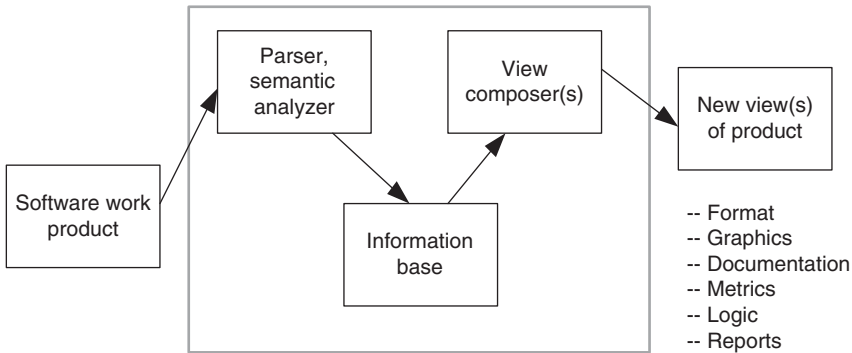 Software work
product
Parser,
semantic
analyzer
Information
base
View
composer(s)
New view(s)
of product
-- Format
-- Graphics
-- Documentation
-- Metrics
-- Logic
-- Reports